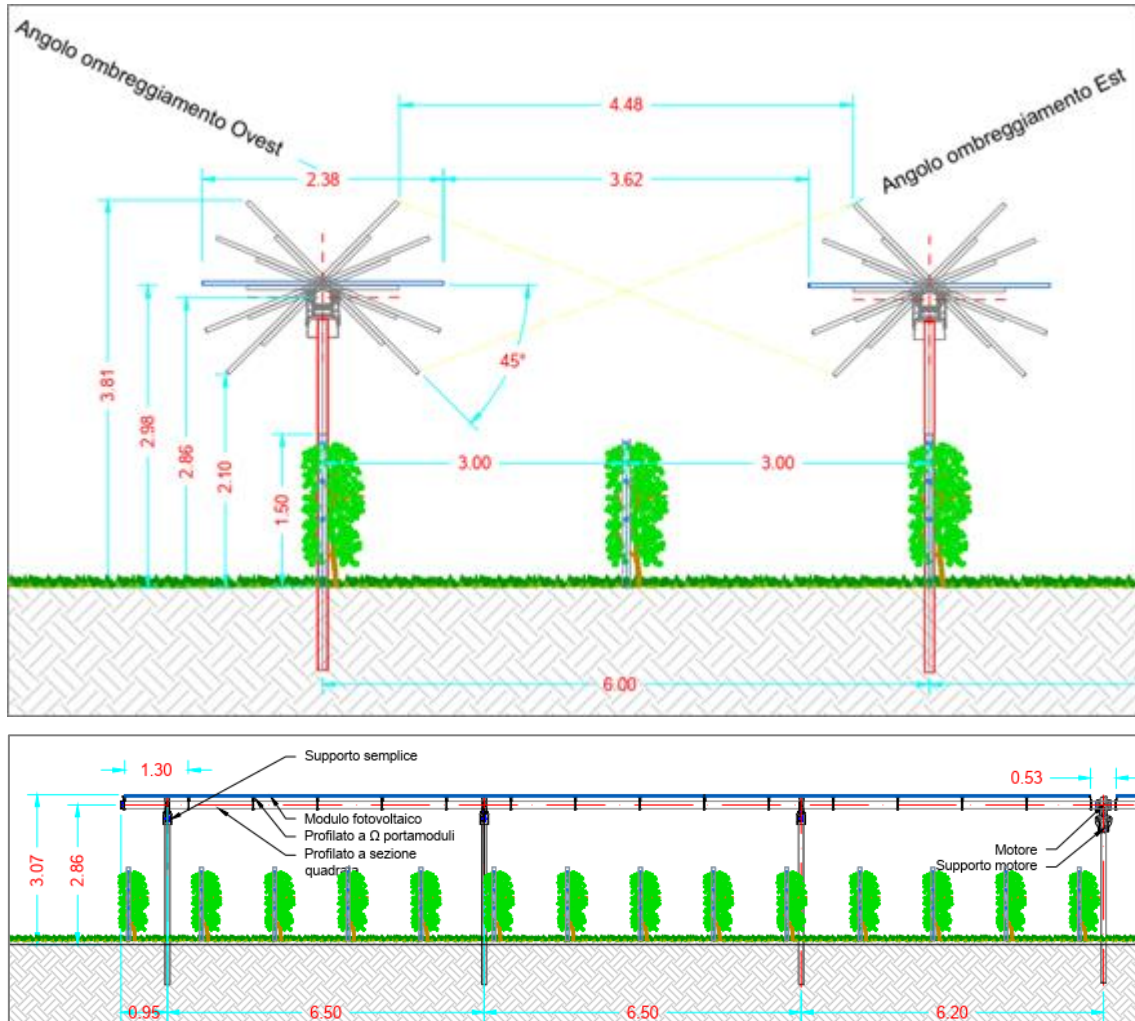 Angolo ombreggiamento Ovest
4.48
Angolo ombreggiamento Est
2.38
3.62
45°
3.81
2.98
2.86
2.10
1.50
3.00
3.00
6.00
Supporto semplice
1.30
0.53
Modulo fotovoltaico
Profilato a Ω portamoduli
Profilato a sezione
quadrata
Motore
Supporto motore
3.07
2.86
0.95
6.50
6.50
6.20